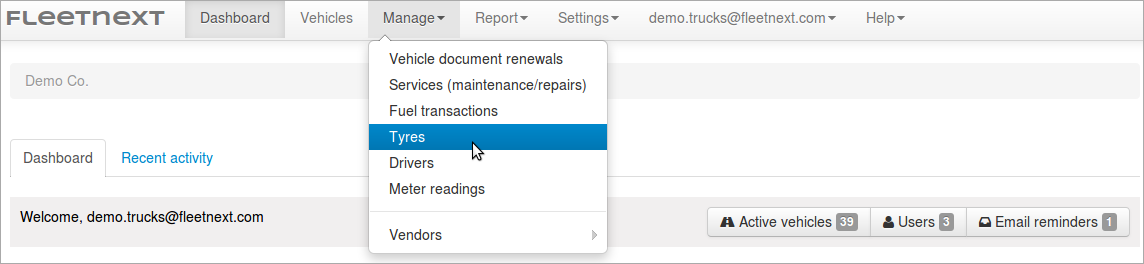 FLEETNEXT Dashboard Vehicles Manage Report Settings demo.trucks@fleetnext.com Help
Demo Co.
Vehicle document renewals
Services (maintenance/repairs)
Fuel transactions
Tyres
Drivers
Meter readings
Vendors
Dashboard Recent activity
Welcome, demo.trucks@fleetnext.com
Active vehicles 39 Users 3 Email reminders 1